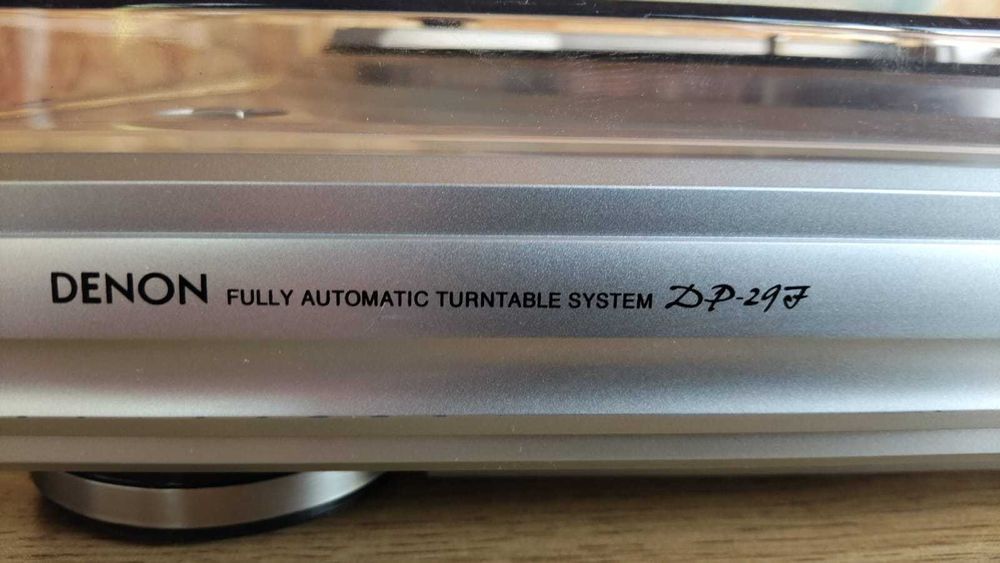 DENON FULLY AUTOMATIC TURNTABLE SYSTEM DP-29F